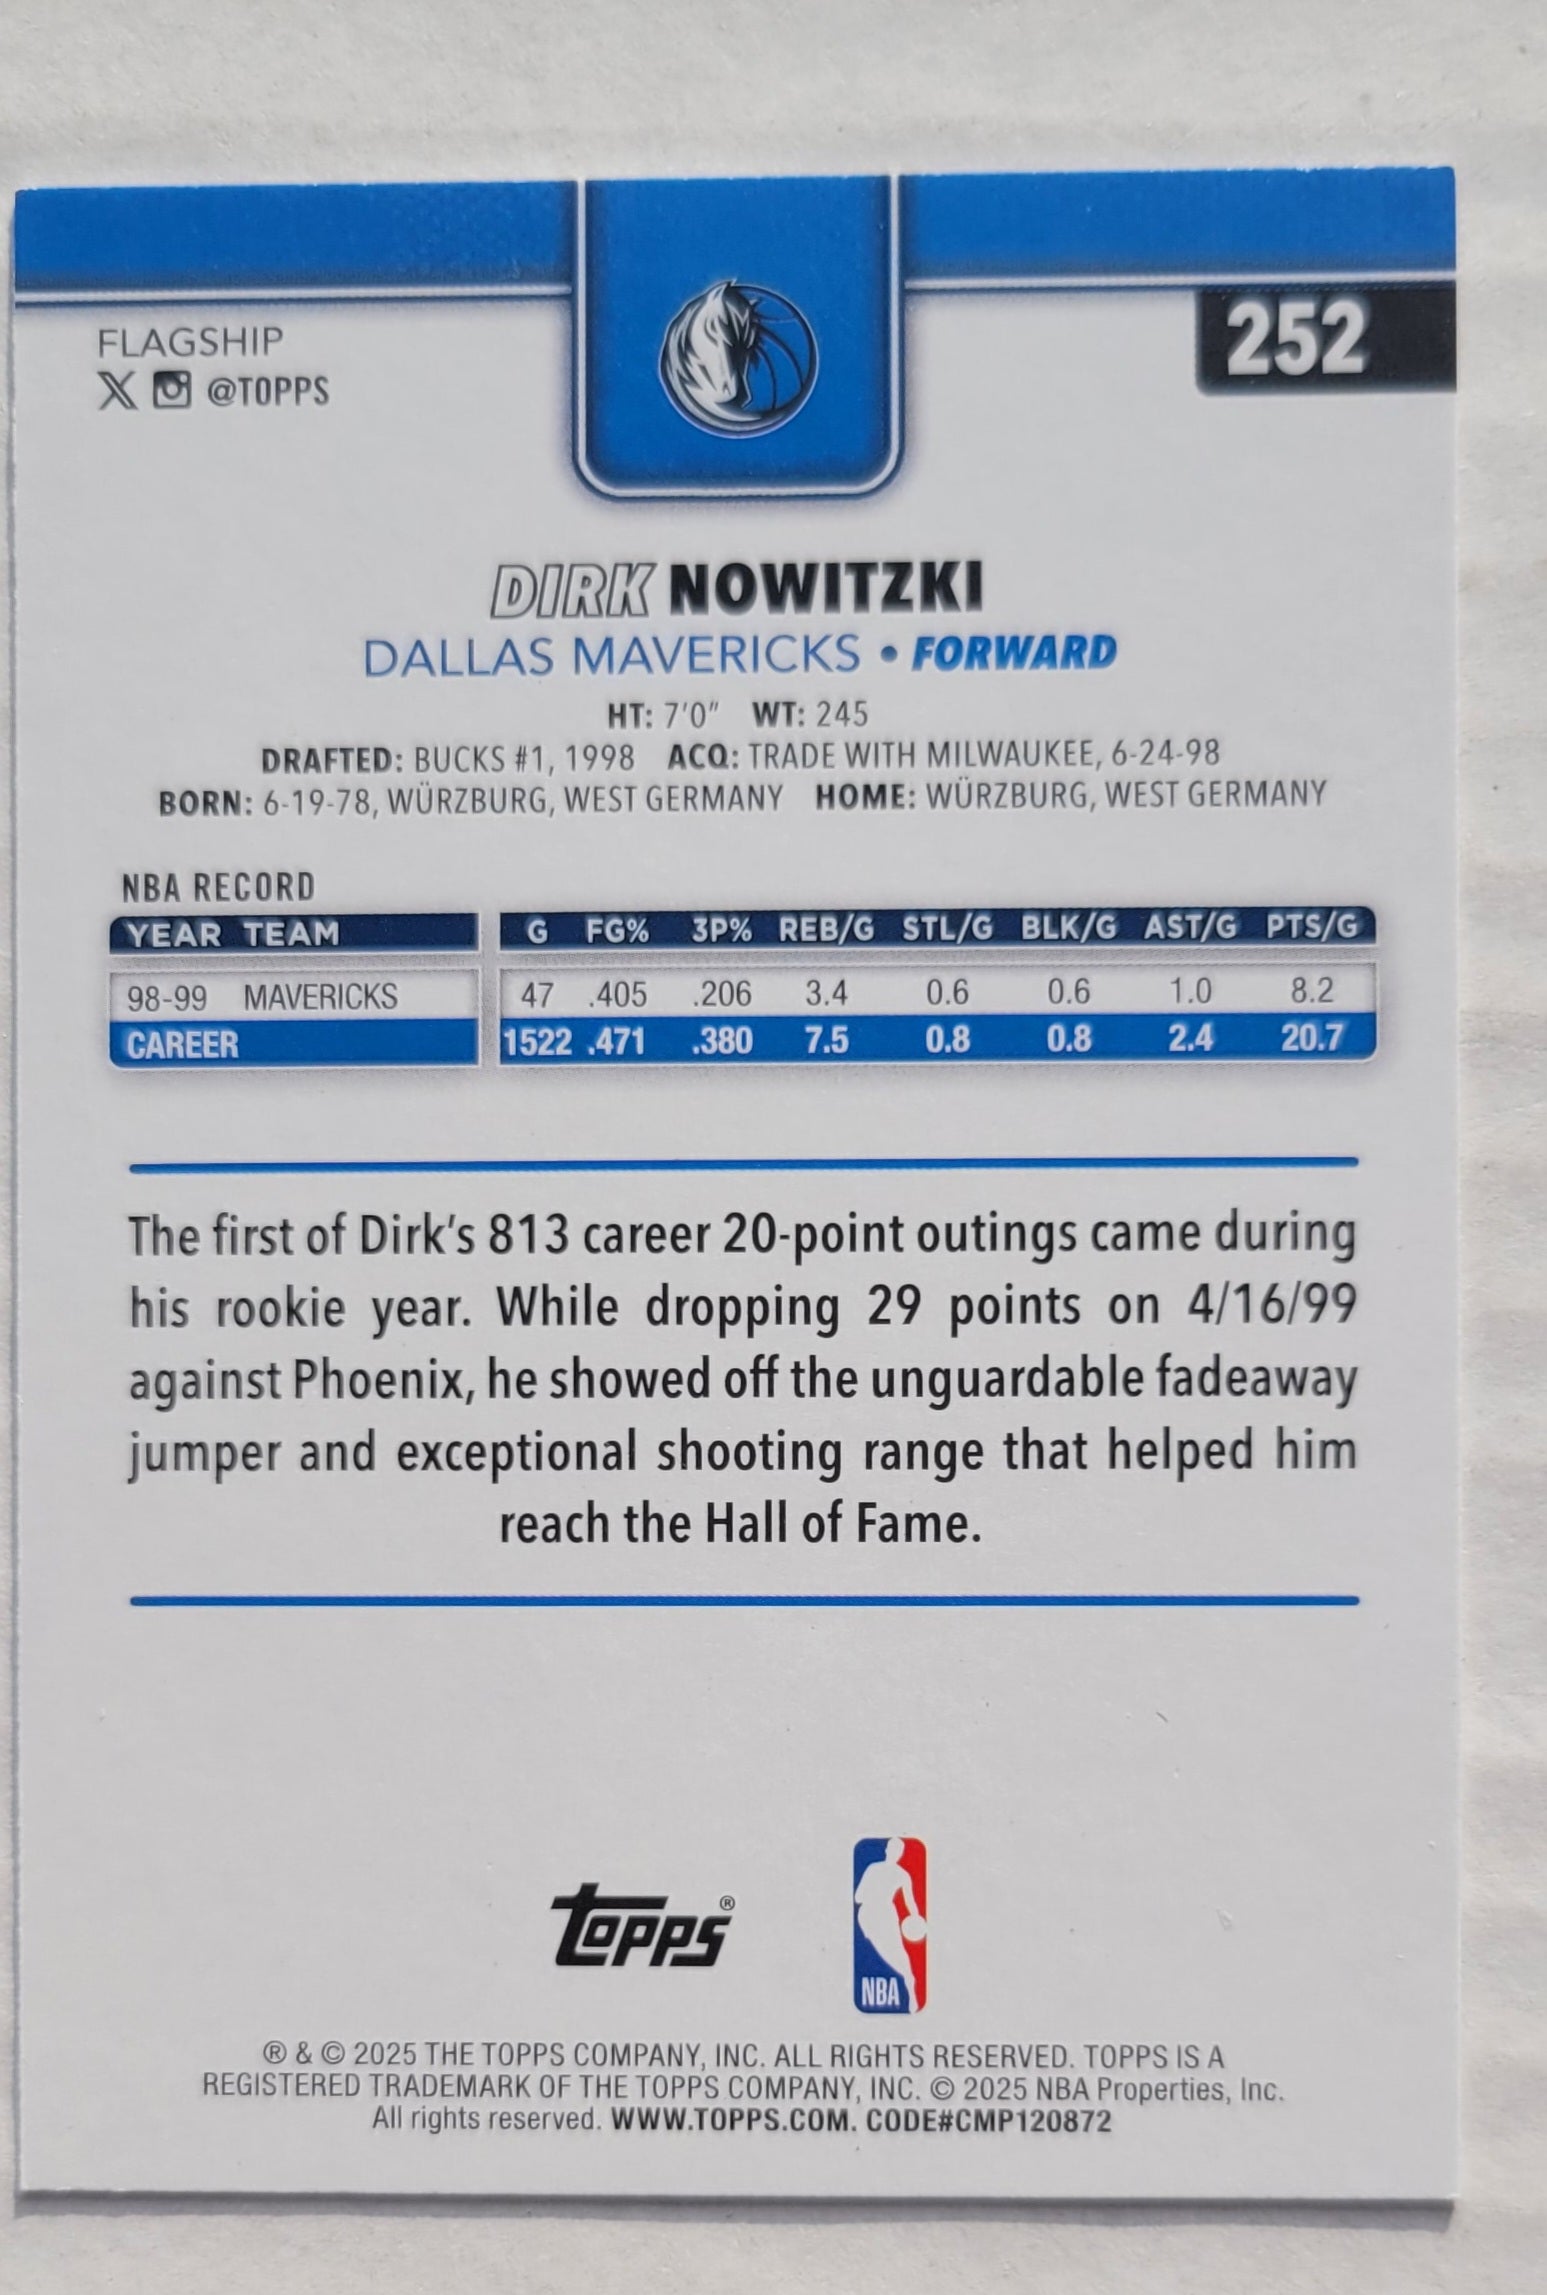 FLAGSHIP
252
@TOPPS
DIRK NOWITZKI
DALLAS MAVERICKS • FORWARD
HT: 7'0" WT: 245
DRAFTED: BUCKS #1, 1998 ACQ: TRADE WITH MILWAUKEE, 6-24-98
BORN: 6-19-78, WÜRZBURG, WEST GERMANY HOME: WÜRZBURG, WEST GERMANY
NBA RECORD
YEAR TEAM G FG% 3P% REB/G STL/G BLK/G AST/G PTS/G
98-99 MAVERICKS 47 .405 .206 3.4 0.6 0.6 1.0 8.2
CAREER 1522 .471 .380 7.5 0.8 0.8 2.4 20.7
The first of Dirk's 813 career 20-point outings came during
his rookie year. While dropping 29 points on 4/16/99
against Phoenix, he showed off the unguardable fadeaway
jumper and exceptional shooting range that helped him
reach the Hall of Fame.
topps®
NBA
® & © 2025 THE TOPPS COMPANY, INC. ALL RIGHTS RESERVED. TOPPS IS A
REGISTERED TRADEMARK OF THE TOPPS COMPANY, INC. © 2025 NBA Properties, Inc.
All rights reserved. WWW.TOPPS.COM. CODE#CMP120872